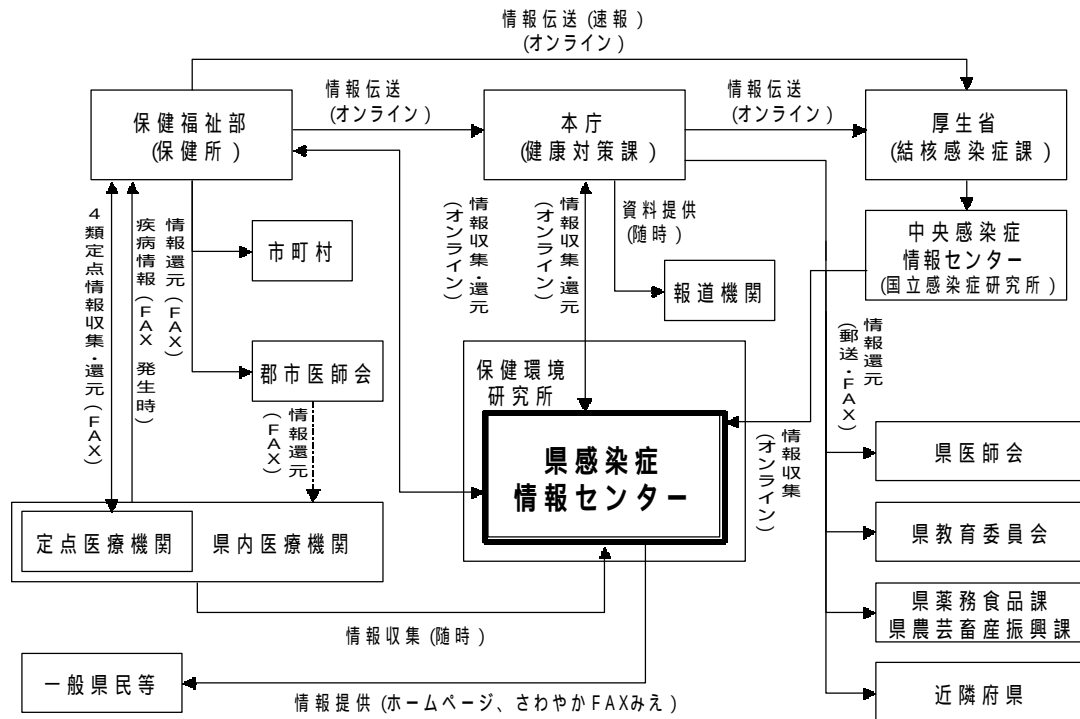 情報伝送(速報)
(オンライン)
情報伝送
(オンライン)
情報伝送
(オンライン)
保健福祉部
(保健所)
本庁
(健康対策課)
厚生省
(結核感染症課)
4類定点情報収集・還元(FAX)
疾病情報(FAX 発生時)
情報還元(FAX)
市町村
情報収集・還元
(オンライン)
情報収集・還元
(オンライン)
資料提供
(随時)
報道機関
中央感染症
情報センター
(国立感染症研究所)
郡市医師会
情報還元
(FAX)
保健環境
研究所
県感染症
情報センター
情報収集
(オンライン)
情報還元
(郵送・FAX)
県医師会
定点医療機関
県内医療機関
県教育委員会
県薬務食品課
県農芸畜産振興課
情報収集(随時)
一般県民等
情報提供(ホームページ、さわやかFAXみえ)
近隣府県